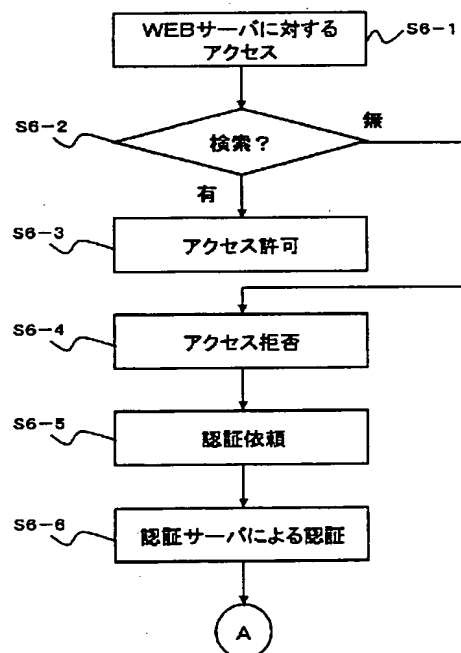 WEBサーバに対する
アクセス
S6-1
S6-2
検索？
無
有
S6-3
アクセス許可
S6-4
アクセス拒否
S6-5
認証依頼
S6-6
認証サーバによる認証
A